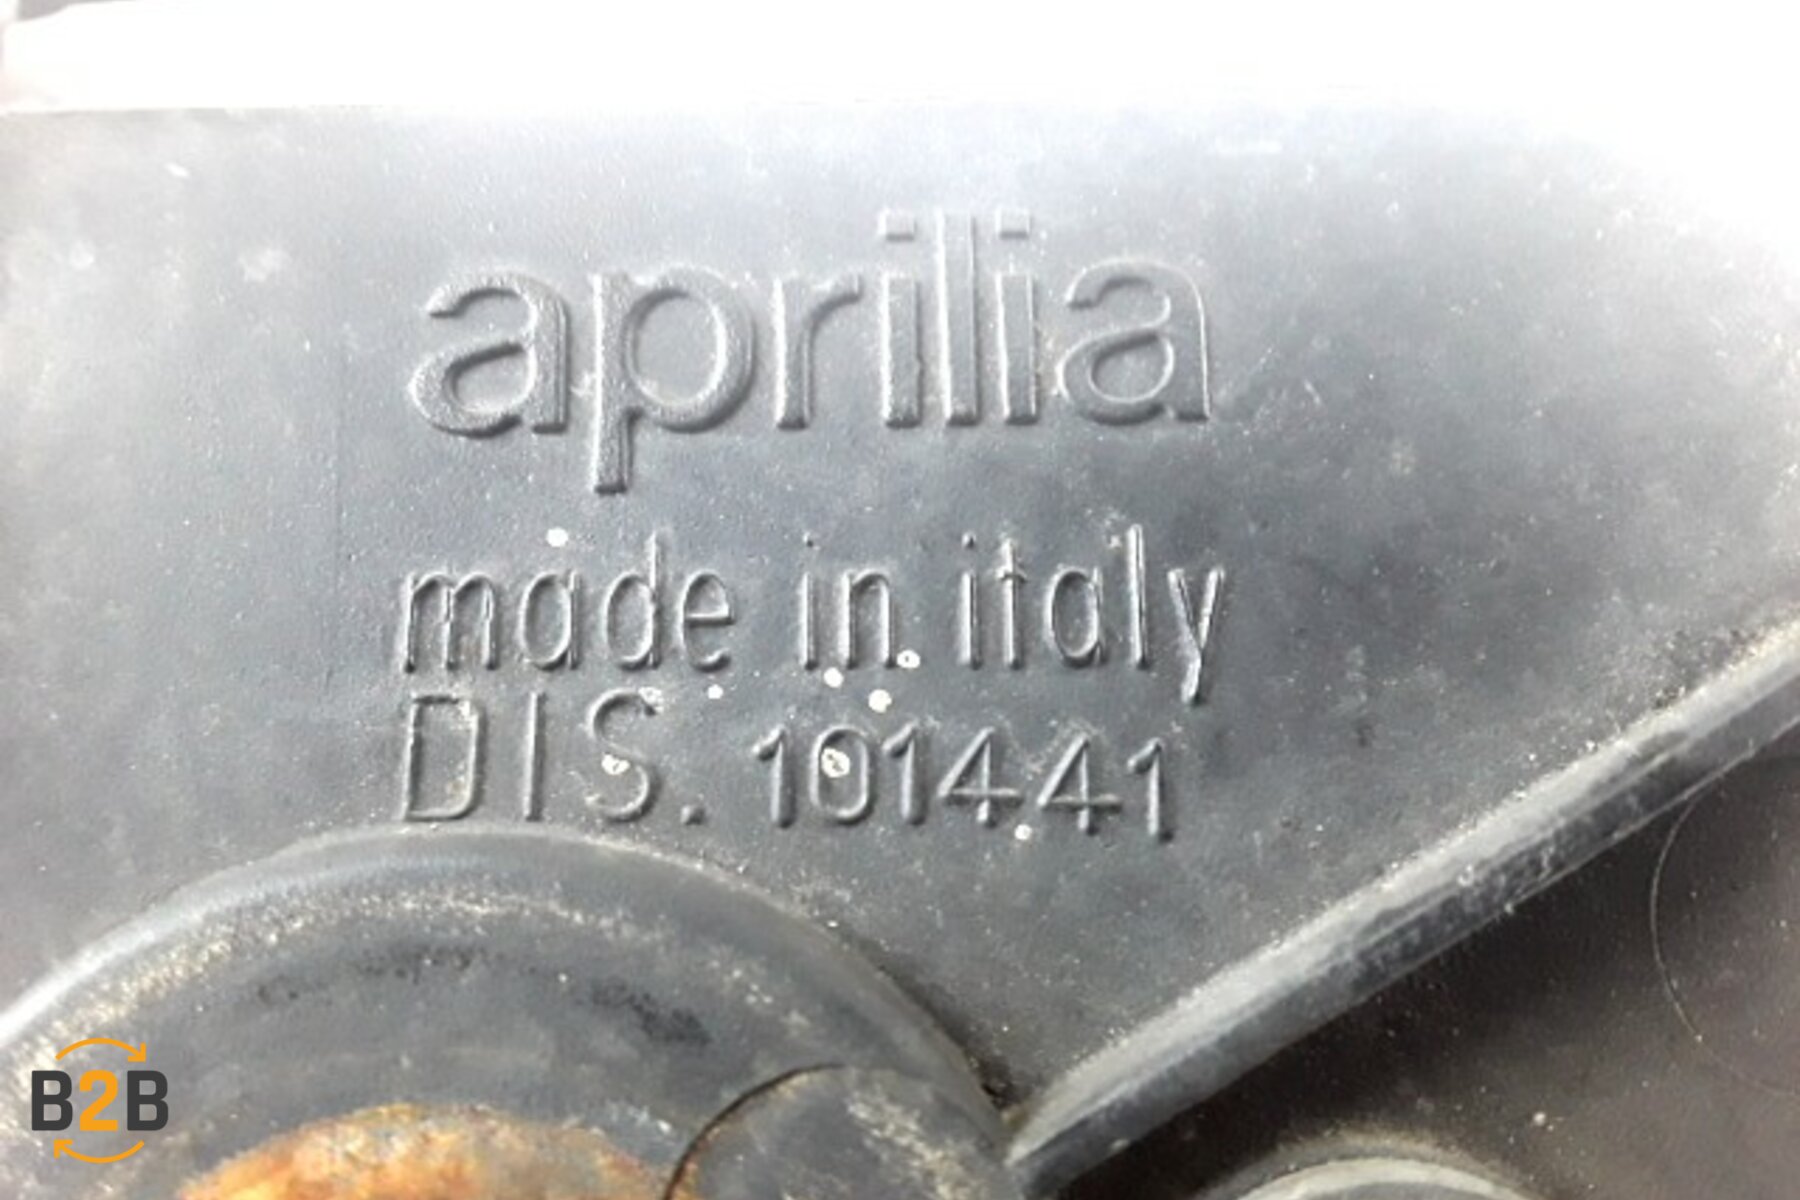 aprilia
made in italy
DIS. 101441
B2B